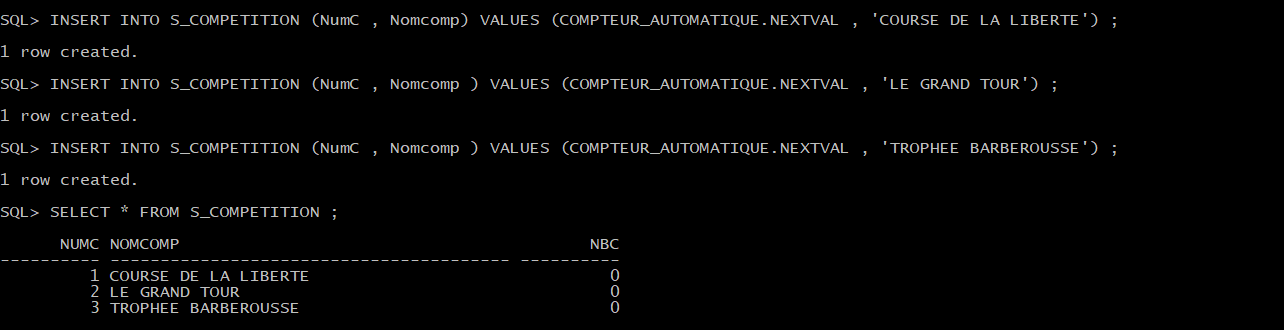 SQL> INSERT INTO S_COMPETITION (NumC , Nomcomp) VALUES (COMPTEUR_AUTOMATIQUE.NEXTVAL , 'COURSE DE LA LIBERTE') ;
1 row created.
SQL> INSERT INTO S_COMPETITION (NumC , Nomcomp ) VALUES (COMPTEUR_AUTOMATIQUE.NEXTVAL , 'LE GRAND TOUR') ;
1 row created.
SQL> INSERT INTO S_COMPETITION (NumC , Nomcomp ) VALUES (COMPTEUR_AUTOMATIQUE.NEXTVAL , 'TROPHEE BARBEROUSSE') ;
1 row created.
SQL> SELECT * FROM S_COMPETITION ;
      NUMC NOMCOMP                                         NBC
---------- ---------------------------------------- ----------
         1 COURSE DE LA LIBERTE                              0
         2 LE GRAND TOUR                                     0
         3 TROPHEE BARBEROUSSE                               0